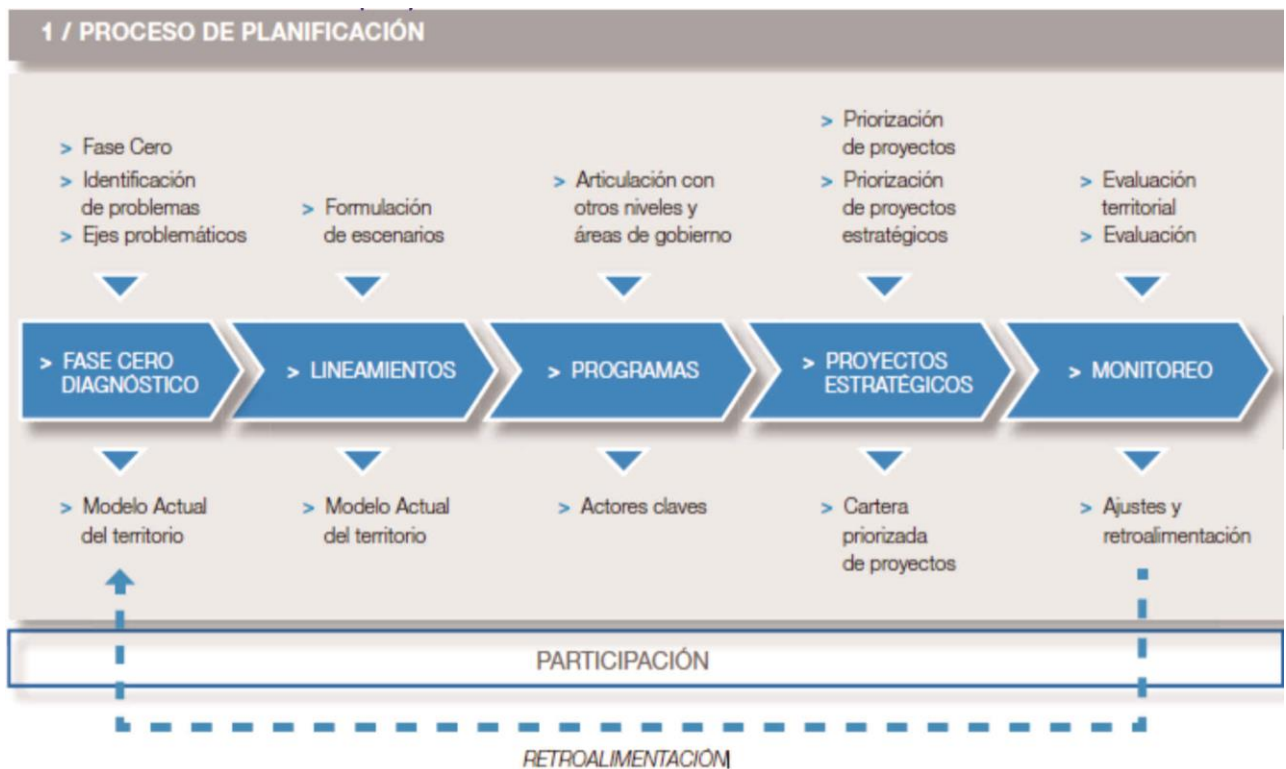 1 / PROCESO DE PLANIFICACIÓN
> Fase Cero
> Identificación
de problemas
> Ejes problemáticos
> Formulación
de escenarios
> Articulación con
otros niveles y
áreas de gobierno
> Priorización
de proyectos
> Priorización
de proyectos
estratégicos
> Evaluación
territorial
> Evaluación
> FASE CERO
DIAGNÓSTICO
> LINEAMIENTOS
> PROGRAMAS
> PROYECTOS
ESTRATÉGICOS
> MONITOREO
> Modelo Actual
del territorio
> Modelo Actual
del territorio
> Actores claves
> Cartera
priorizada
de proyectos
> Ajustes y
retroalimentación
PARTICIPACIÓN
RETROALIMENTACIÓN